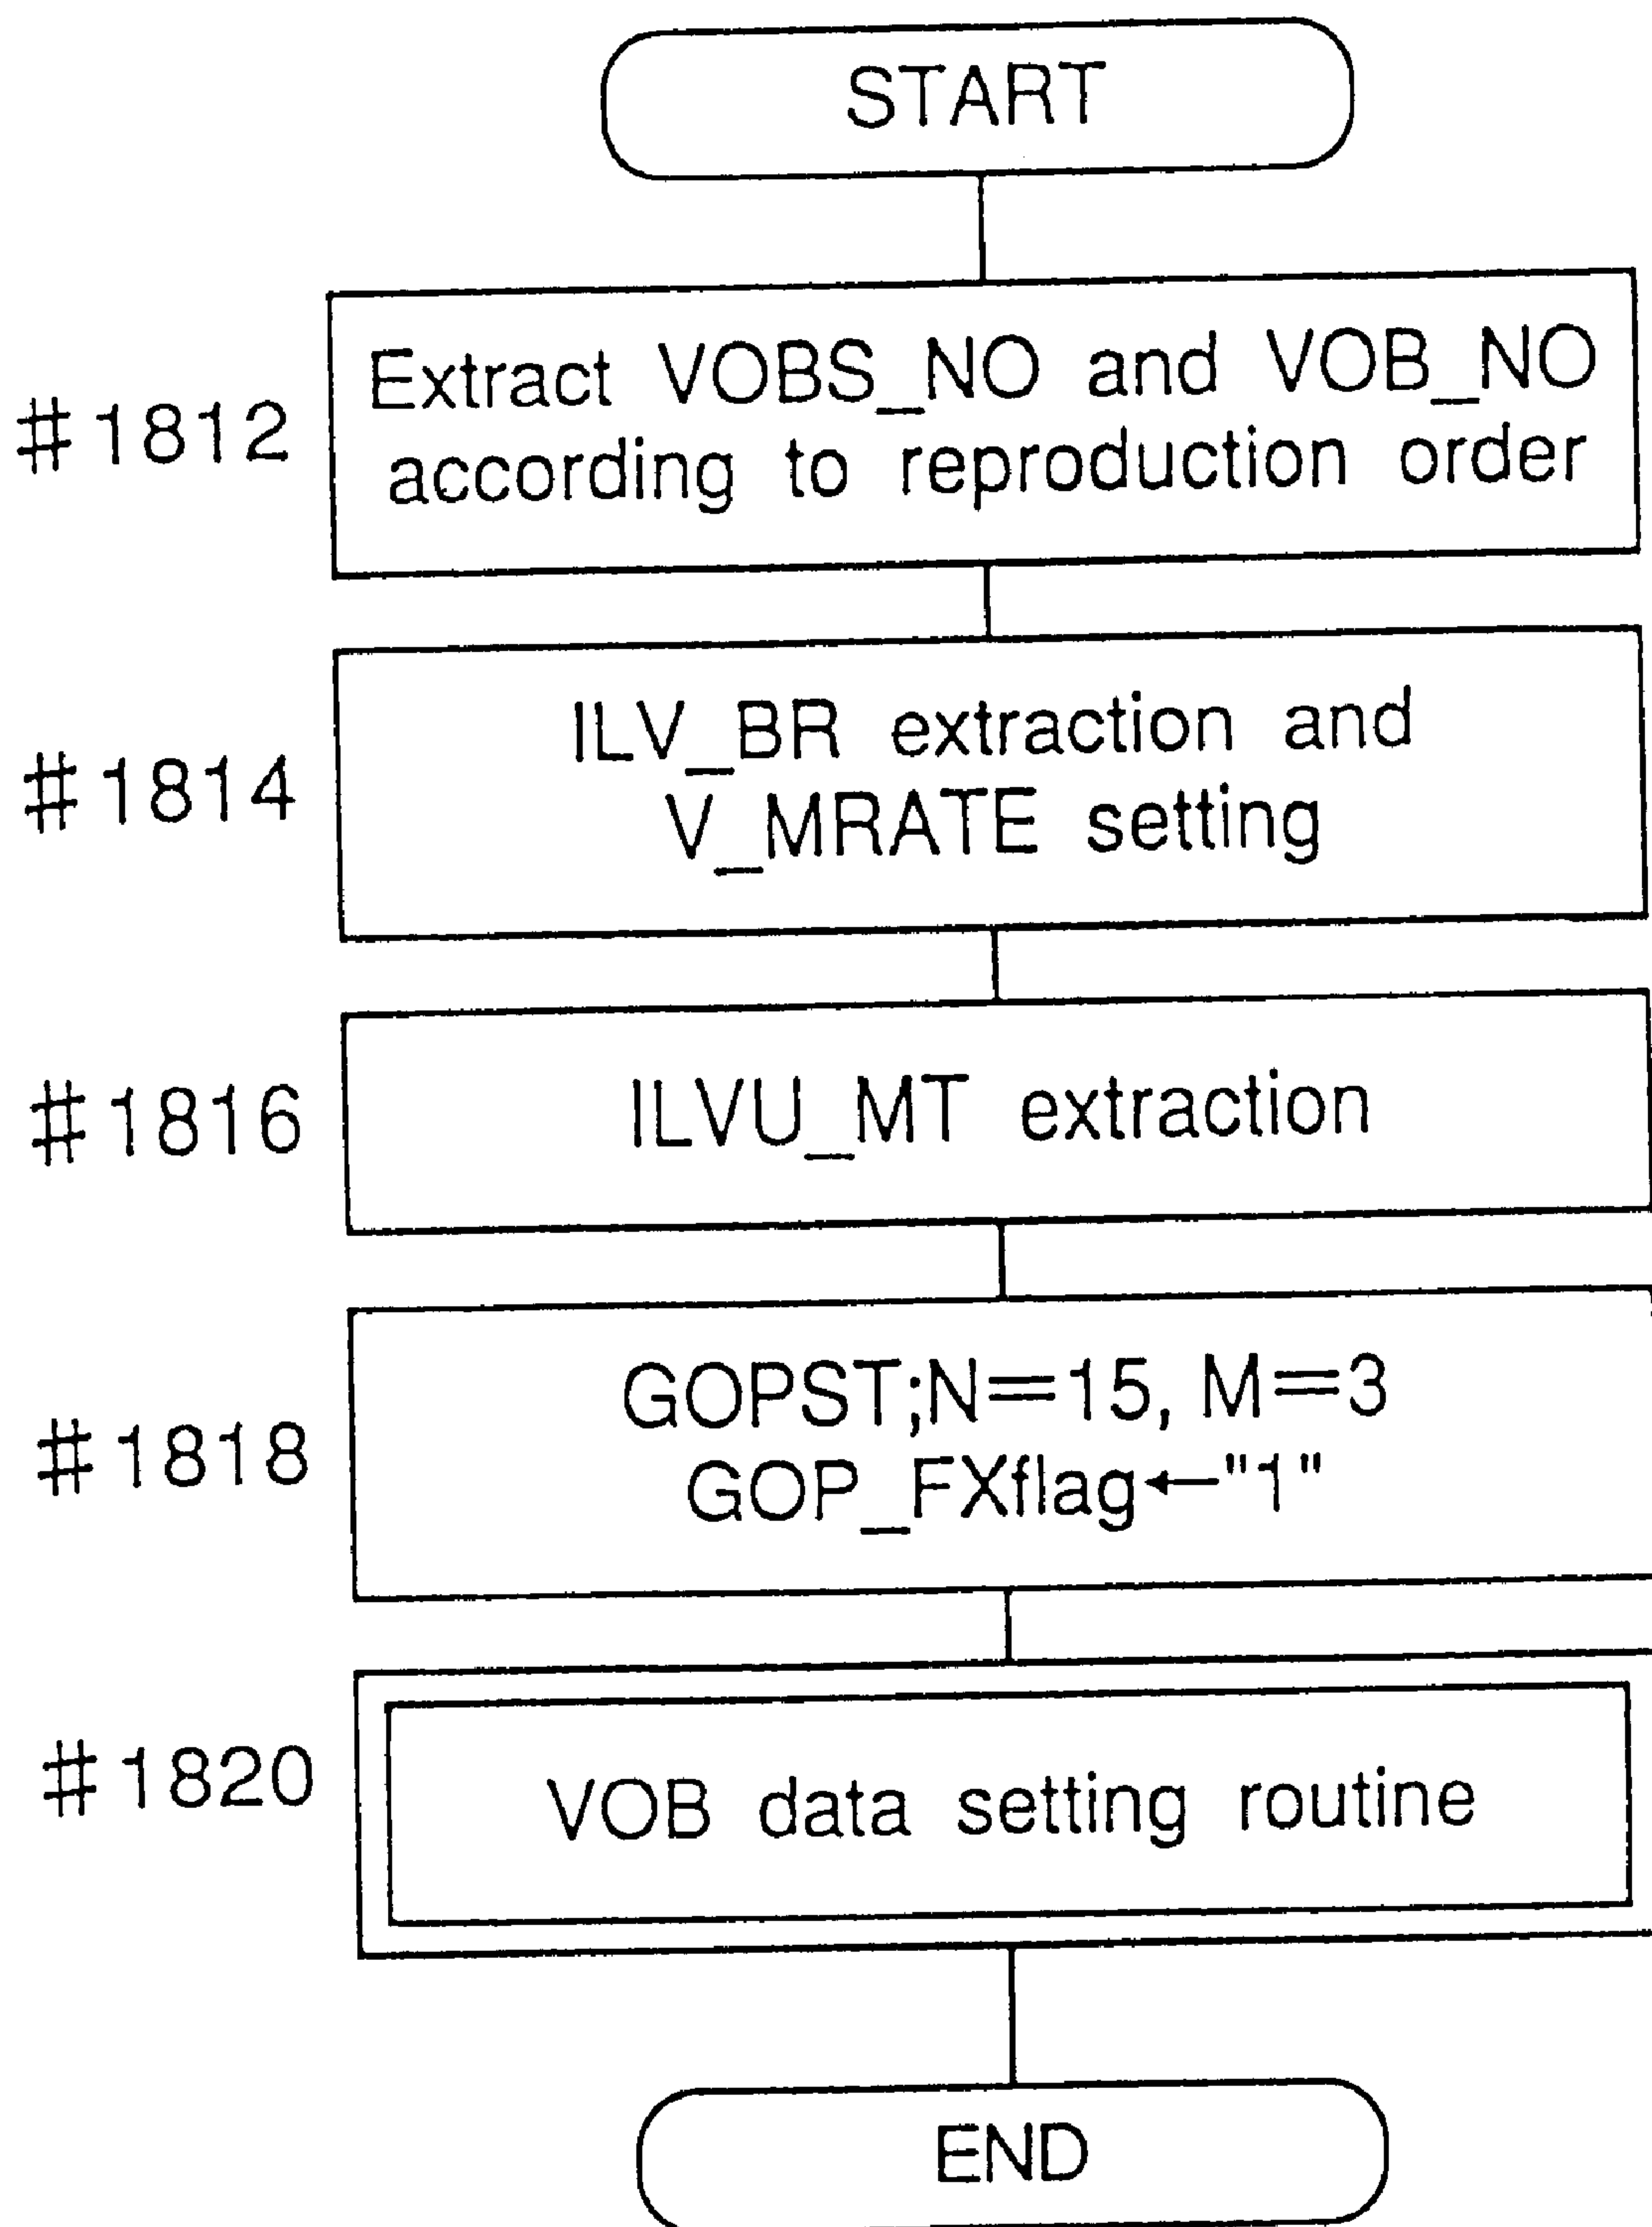 START
#1812
Extract VOBS_NO and VOB_NO
according to reproduction order
#1814
ILV_BR extraction and
V_MRATE setting
#1816
ILVU_MT extraction
#1818
GOPST;N=15, M=3
GOP_FXflag←"1"
#1820
VOB data setting routine
END